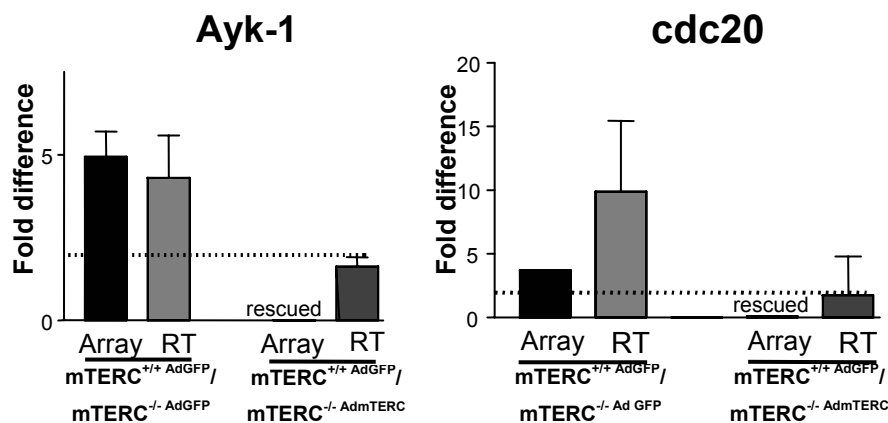 Ayk-1
Fold difference
5
0
rescued
Array RT Array RT
mTERC+/+ AdGFP/ mTERC+/+ AdGFP/
mTERC-/- AdGFP mTERC-/- AdmTERC
cdc20
Fold difference
20
15
10
5
0
rescued
Array RT Array RT
mTERC+/+ AdGFP/ mTERC+/+ AdGFP/
mTERC-/- Ad GFP mTERC-/- AdmTERC